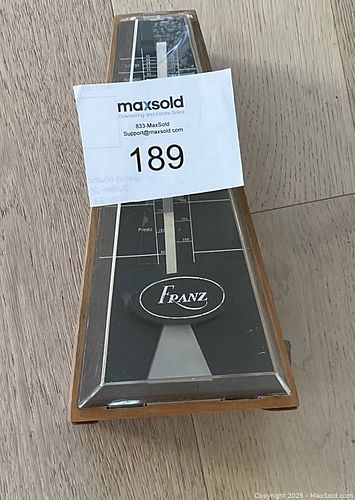 maxsold
Downsizing and Estate Sales
833-MaxSold
Support@maxsold.com
189
Presto
FRANZ
Copyright © 2025 - MaxSold.com